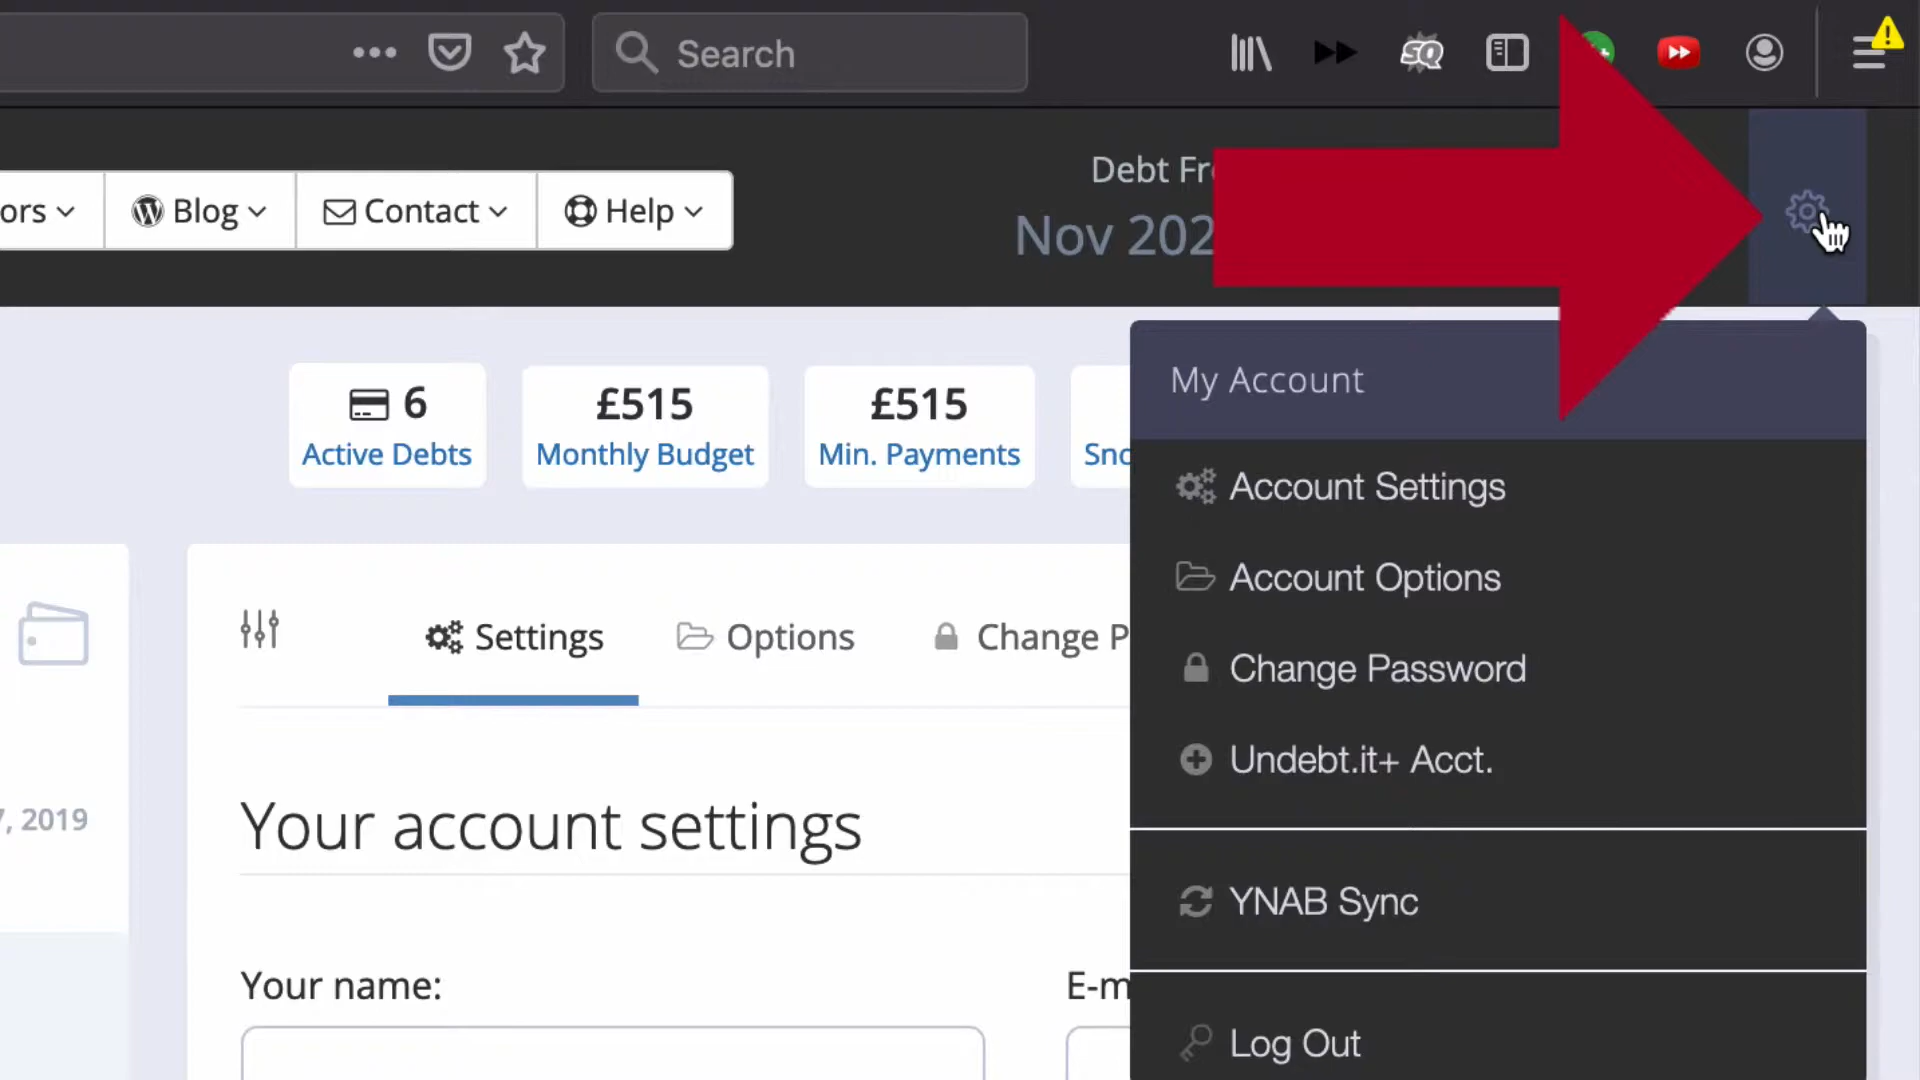 Search
ors
Blog
Contact
Help
Debt Fr
Nov 202
6
Active Debts
£515
Monthly Budget
£515
Min. Payments
My Account
Account Settings
Account Options
Change Password
Undebt.it+ Acct.
YNAB Sync
Log Out
Settings
Options
Change P
, 2019
Your account settings
Your name:
E-m